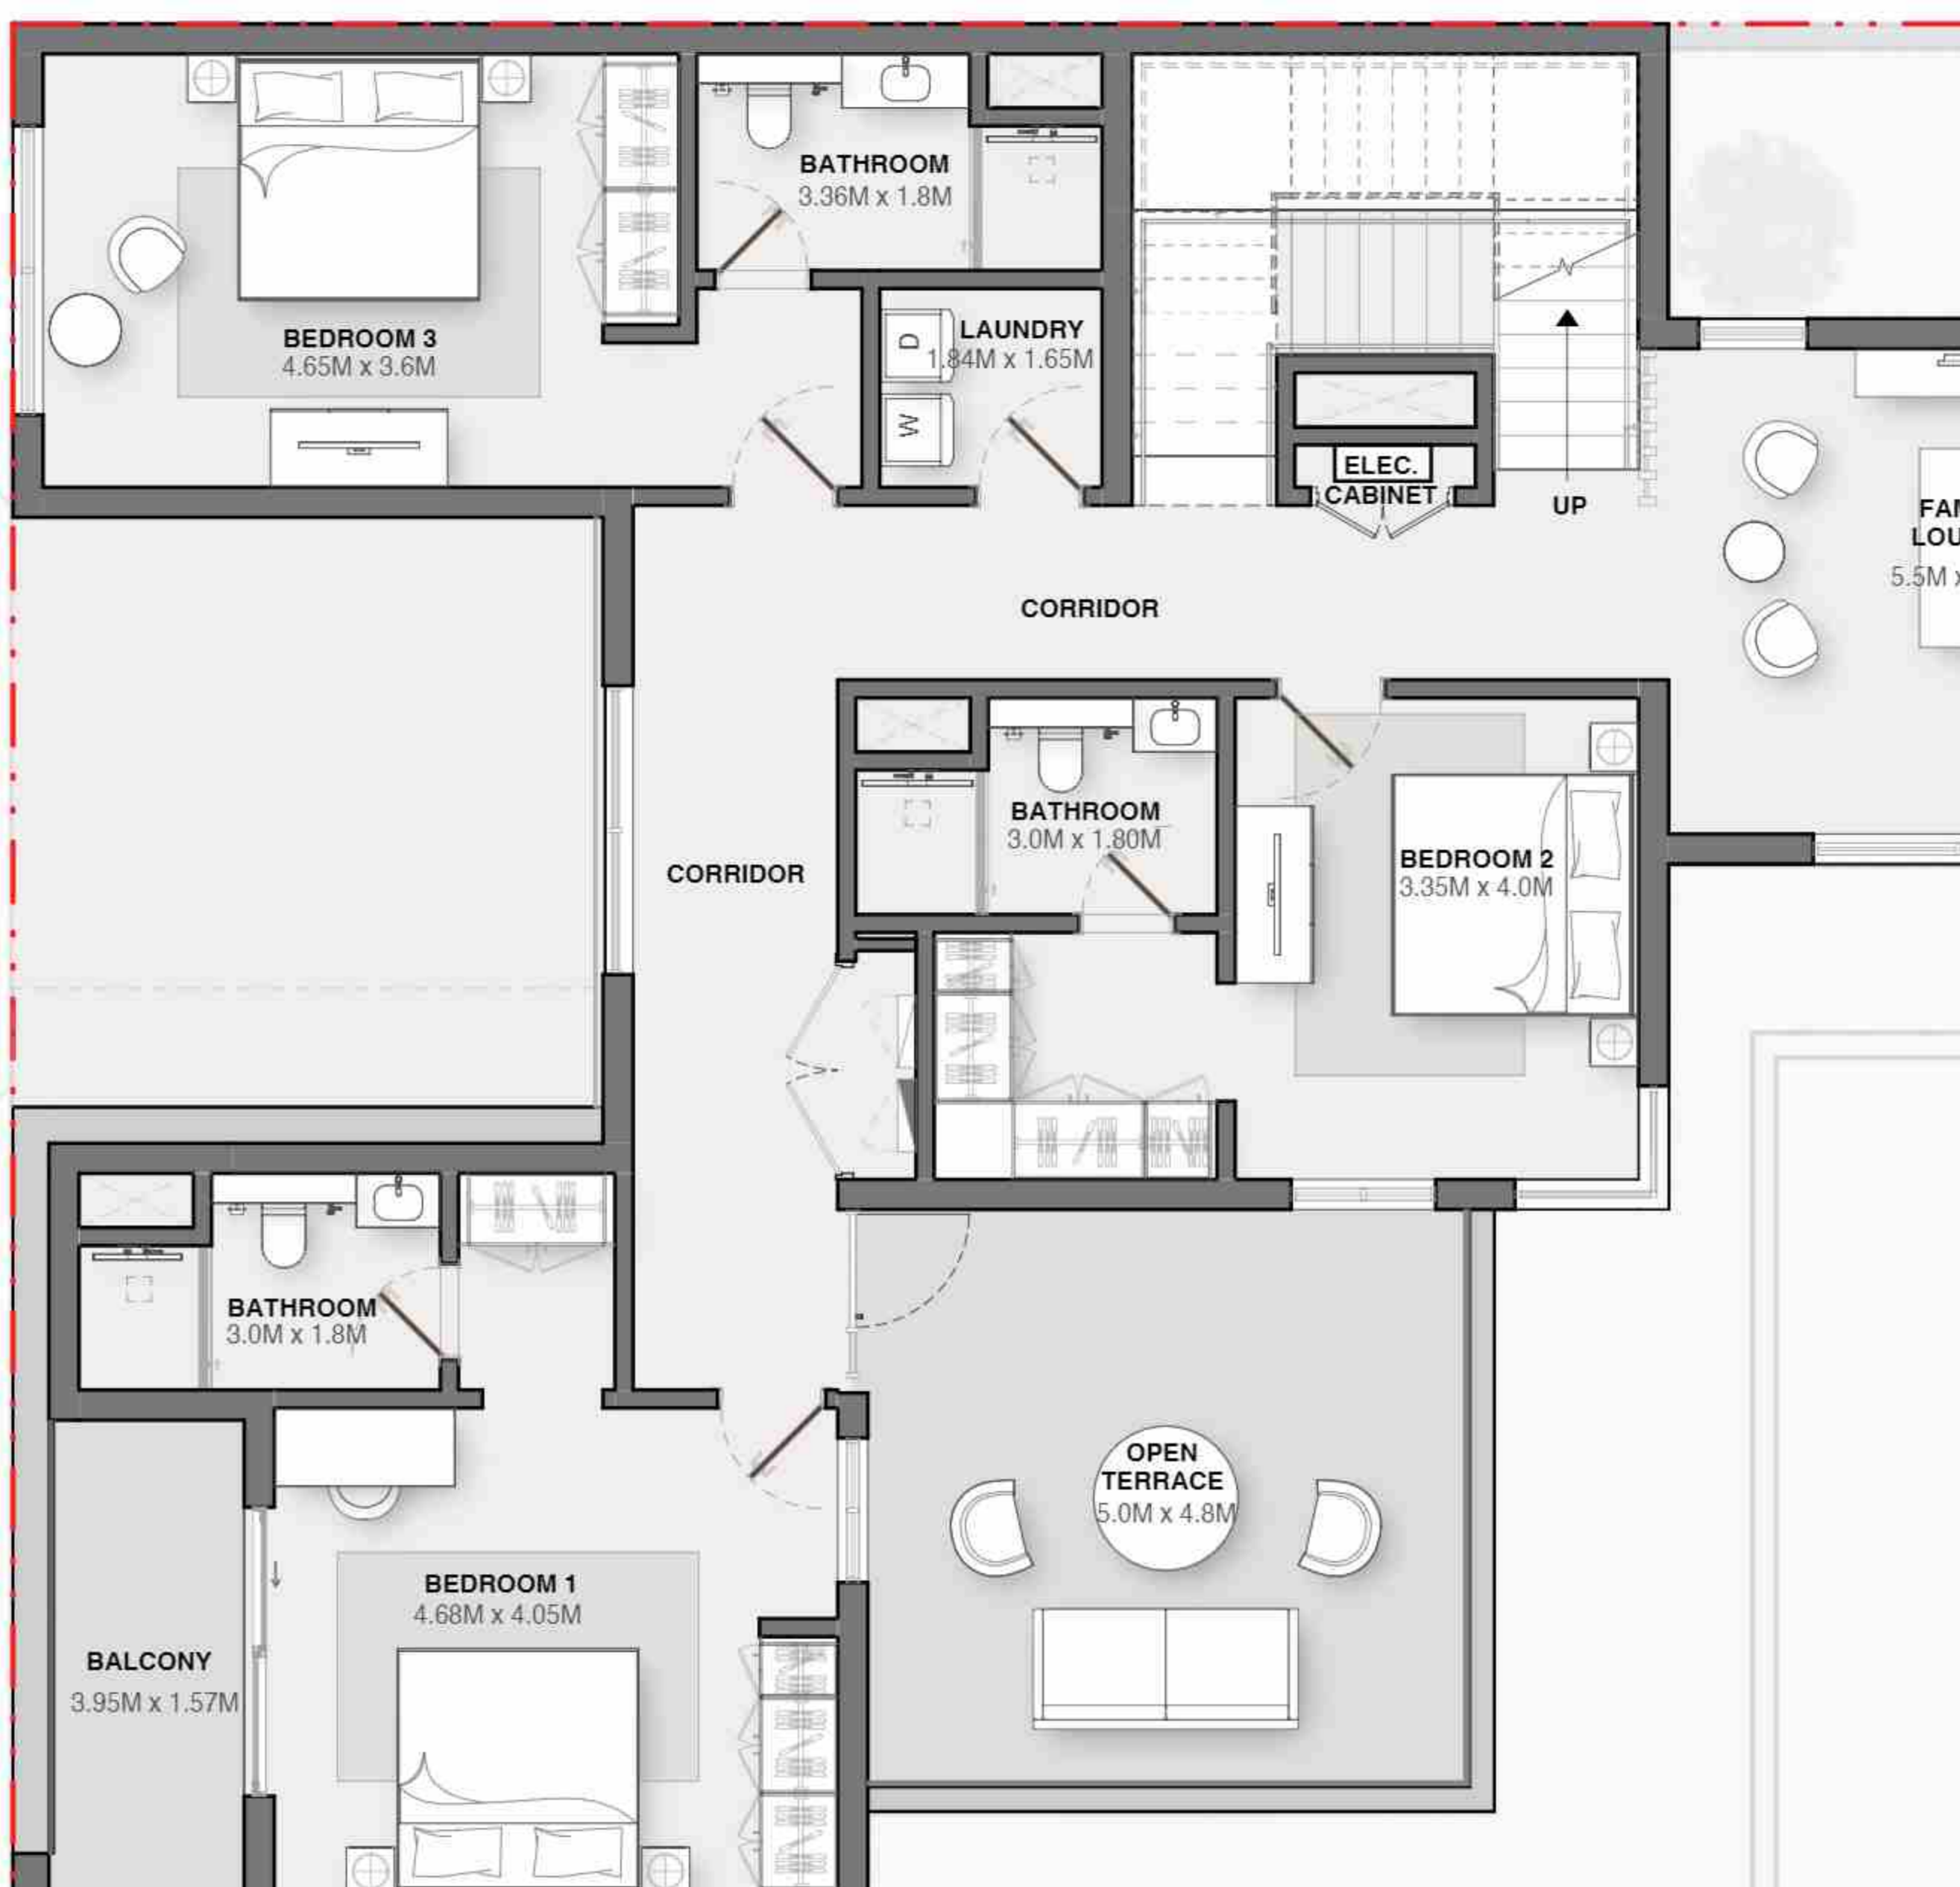 BATHROOM
3.36M x 1.8M
BEDROOM 3
4.65M x 3.6M
D
LAUNDRY
1.84M x 1.65M
W
ELEC.
CABINET
UP
5.5M
CORRIDOR
BATHROOM
3.0M x 1.80M
BEDROOM 2
3.35M x 4.0M
CORRIDOR
BATHROOM
3.0M x 1.8M
OPEN
TERRACE
5.0M x 4.8M
BEDROOM 1
4.68M x 4.05M
BALCONY
3.95M x 1.57M